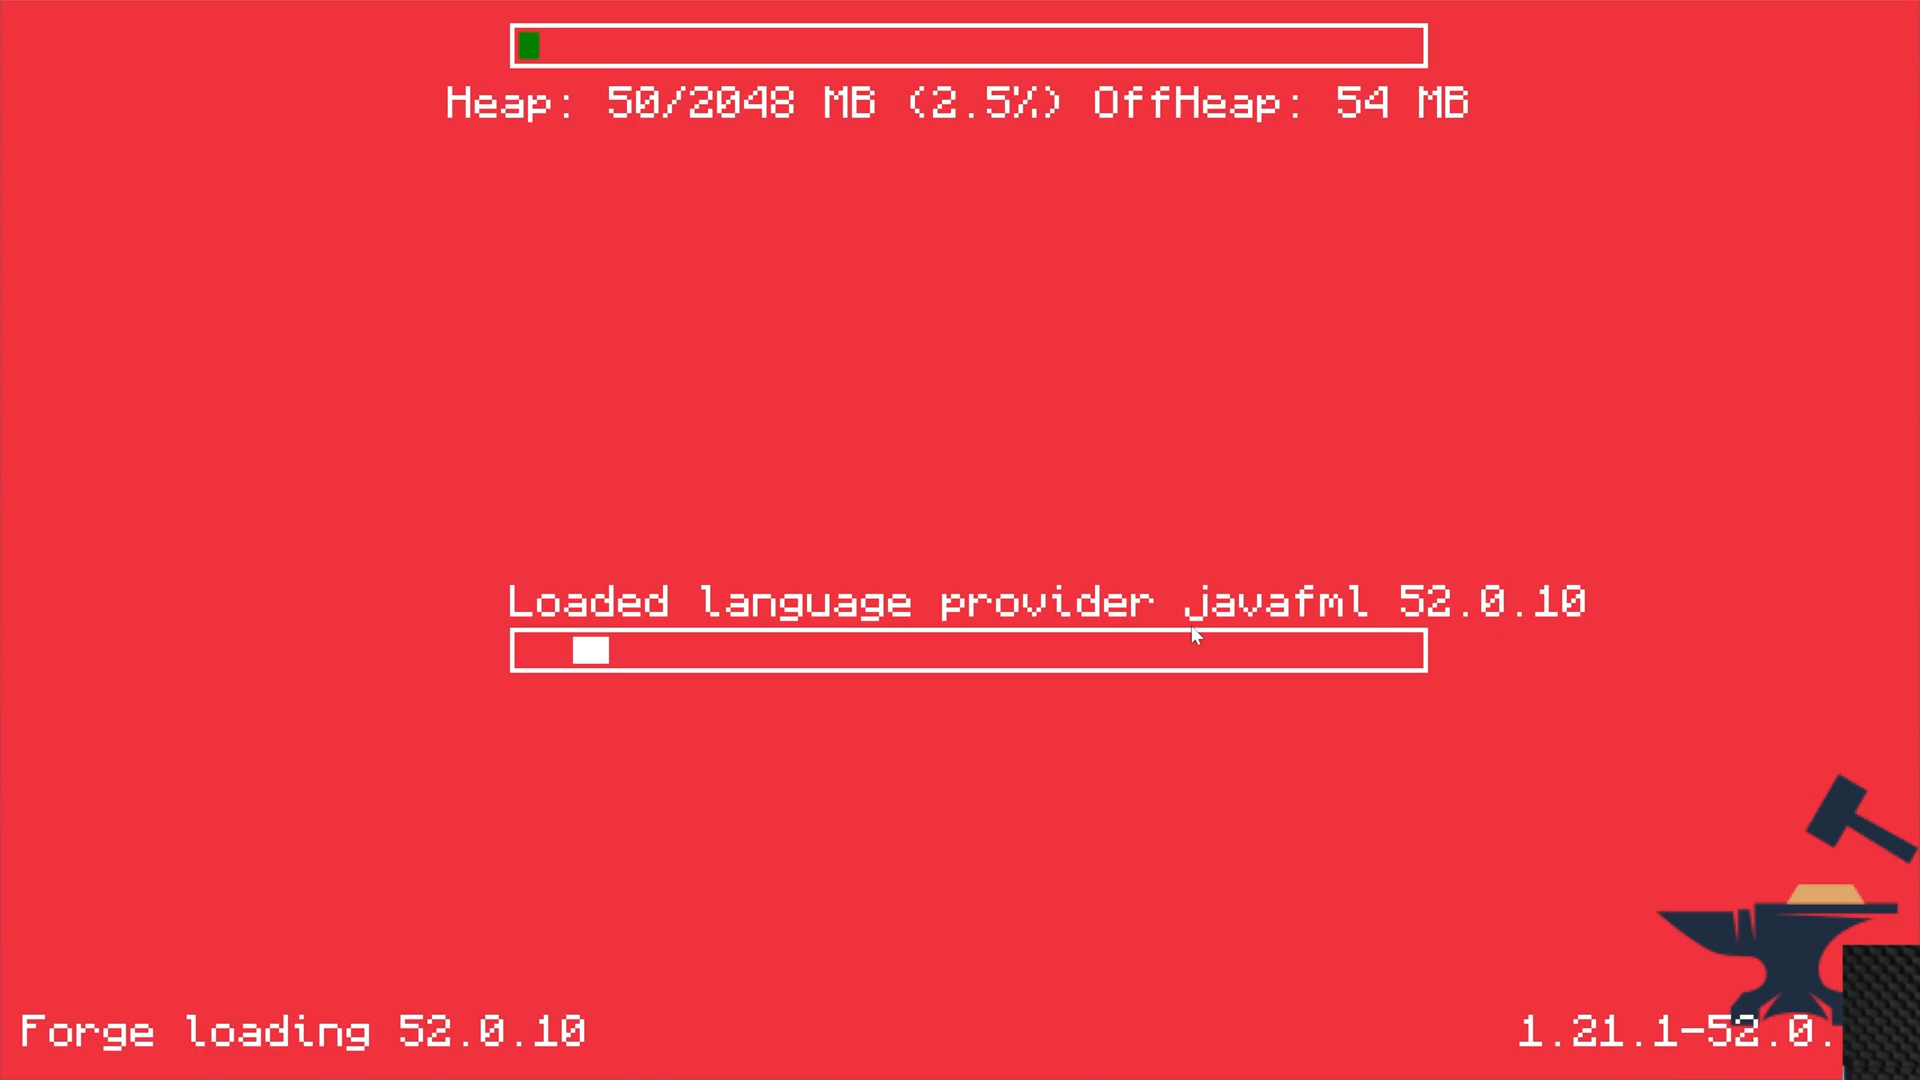 Heap: 50/2048 MB (2.5%) OffHeap: 54 MB
Loaded language provider javafml 52.0.10
Forge loading 52.0.10
1.21.1-52.0.